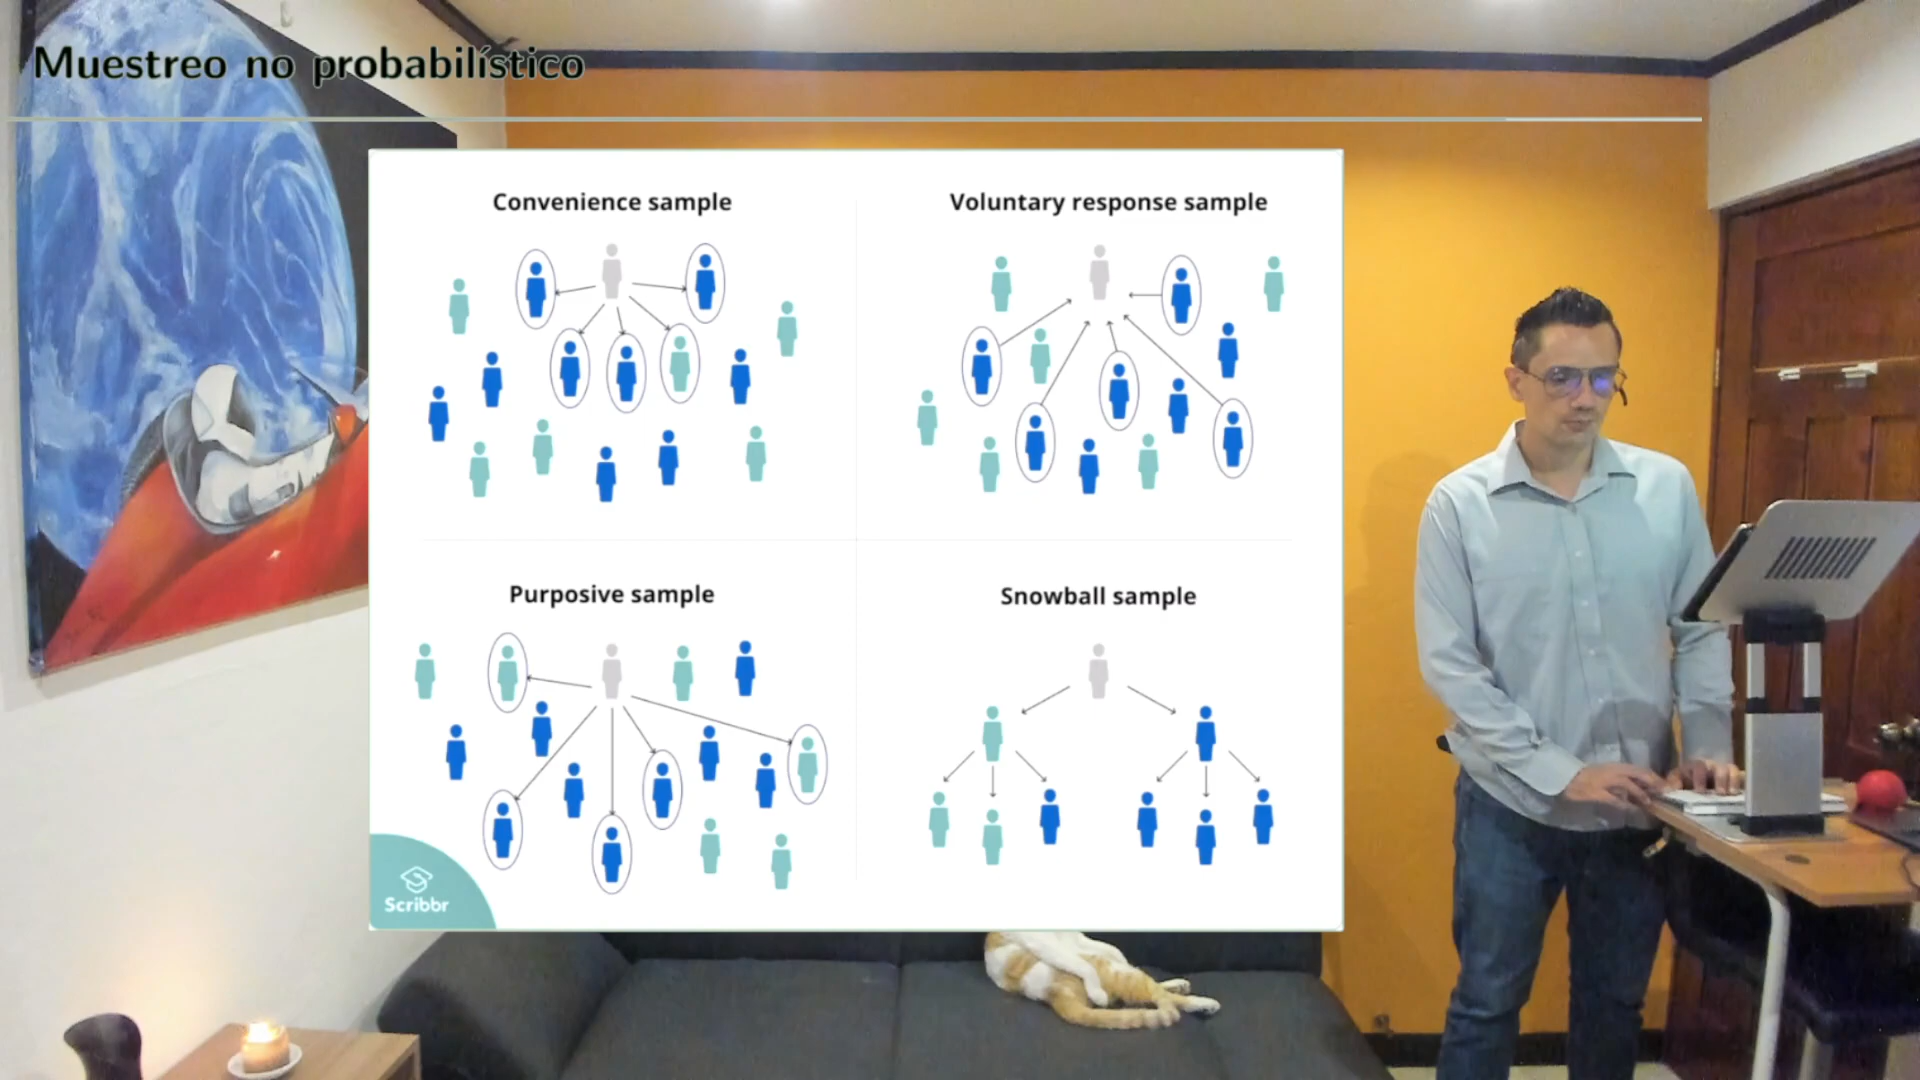 Muestreo no probabilístico
Convenience sample
Voluntary response sample
Purposive sample
Snowball sample
Scribbr